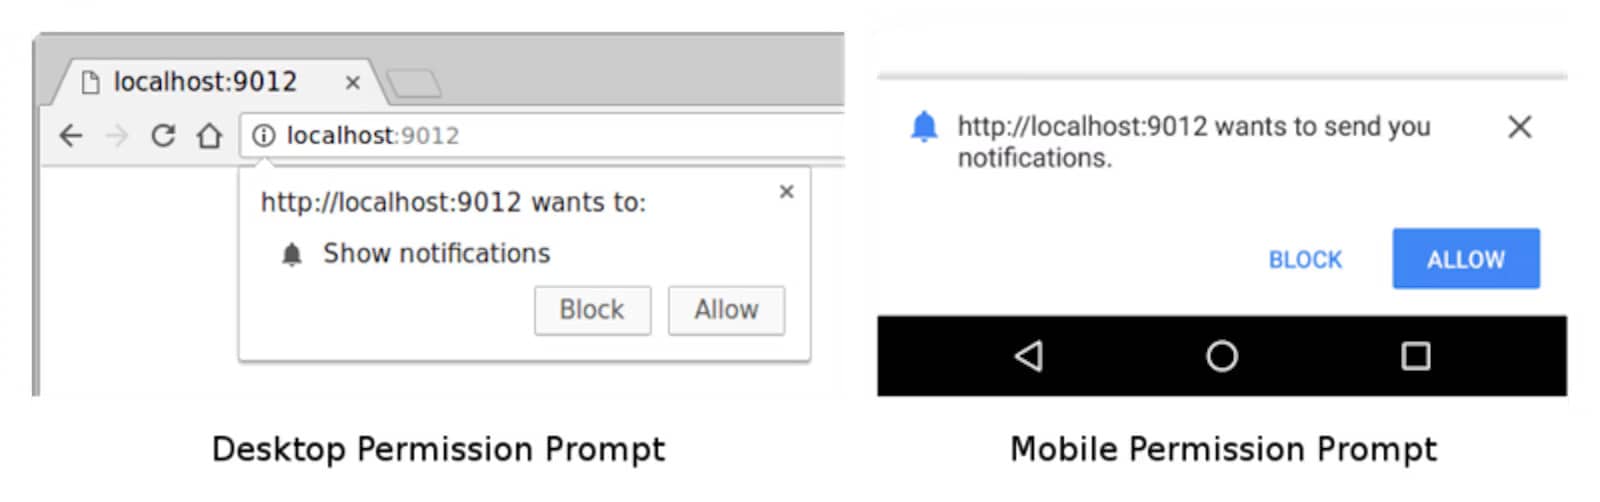 localhost:9012
localhost:9012
http://localhost:9012 wants to:
Show notifications
Block Allow
Desktop Permission Prompt
http://localhost:9012 wants to send you
notifications.
BLOCK ALLOW
Mobile Permission Prompt